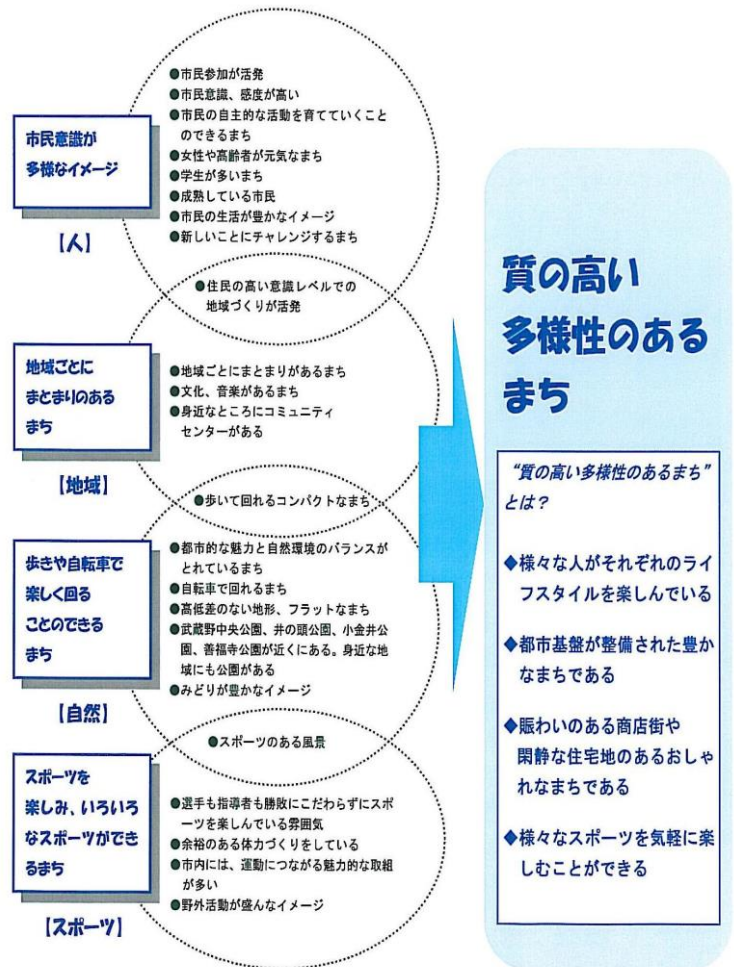 ●市民参加が活発
●市民意識、感度が高い
●市民の自主的な活動を育てていくこと
のできるまち
●女性や高齢者が元気なまち
●学生が多いまち
●成熟している市民
●市民の生活が豊かなイメージ
●新しいことにチャレンジするまち
市民意識が
多様なイメージ
【人】
●住民の高い意識レベルでの
地域づくりが活発
地域ごとに
まとまりのある
まち
【地域】
●地域ごとにまとまりがあるまち
●文化、音楽があるまち
●身近なところにコミュニティ
センターがある
●歩いて回れるコンパクトなまち
歩きや自転車で
楽しく回る
ことのできる
まち
【自然】
●都市的な魅力と自然環境のバランスが
とれているまち
●自転車で回れるまち
●高低差のない地形、フラットなまち
●武蔵野中央公園、井の頭公園、小金井公
園、善福寺公園が近くにある。身近な地
域にも公園がある
●みどりが豊かなイメージ
●スポーツのある風景
スポーツを
楽しみ、いろいろ
なスポーツができ
るまち
【スポーツ】
●選手も指導者も勝敗にこだわらずにスポ
ーツを楽しんでいる雰囲気
●余裕のある体力づくりをしている
●市内には、運動につながる魅力的な取組
が多い
●野外活動が盛んなイメージ
質の高い
多様性のある
まち
“質の高い多様性のあるまち”
とは？
◆様々な人がそれぞれのライ
フスタイルを楽しんでいる
◆都市基盤が整備された豊か
なまちである
◆賑わいのある商店街や
閑静な住宅地のあるおしゃ
れなまちである
◆様々なスポーツを気軽に楽
しむことができる